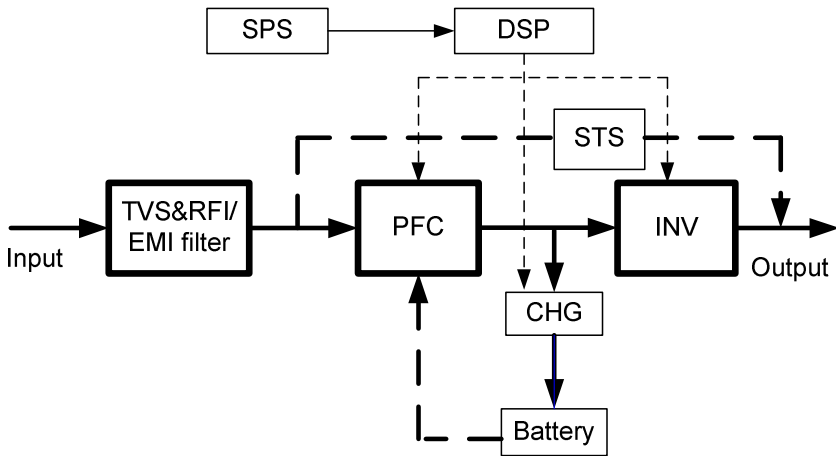 SPS
DSP
STS
TVS&RFI/
EMI filter
PFC
INV
Input
Output
CHG
Battery